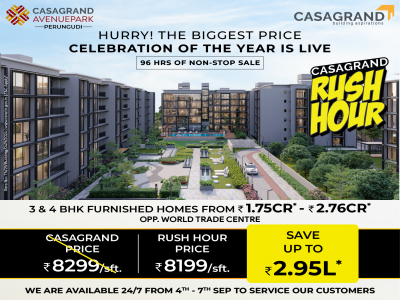 CASAGRAND
AVENUEPARK
PERUNGUDI
CASAGRAND
building aspirations
HURRY! THE BIGGEST PRICE
CELEBRATION OF THE YEAR IS LIVE
96 HRS OF NON-STOP SALE
CASAGRAND
RUSH
HOUR
3 & 4 BHK FURNISHED HOMES FROM ₹1.75CR* - ₹2.76CR*
OPP. WORLD TRADE CENTRE
CASAGRAND
PRICE
₹8299/sft.
RUSH HOUR
PRICE
₹8199/sft.
SAVE
UP TO
₹2.95L*
WE ARE AVAILABLE 24/7 FROM 4TH - 7TH SEP TO SERVICE OUR CUSTOMERS